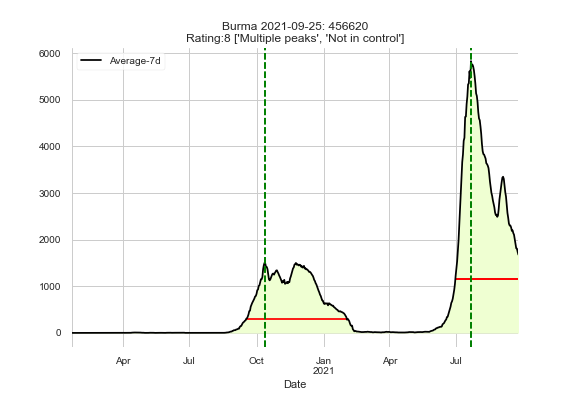 Burma 2021-09-25: 456620
Rating:8 ['Multiple peaks', 'Not in control']
Average-7d
6000
5000
4000
3000
2000
1000
0
Apr
Jul
Oct
Jan
2021
Apr
Jul
Date